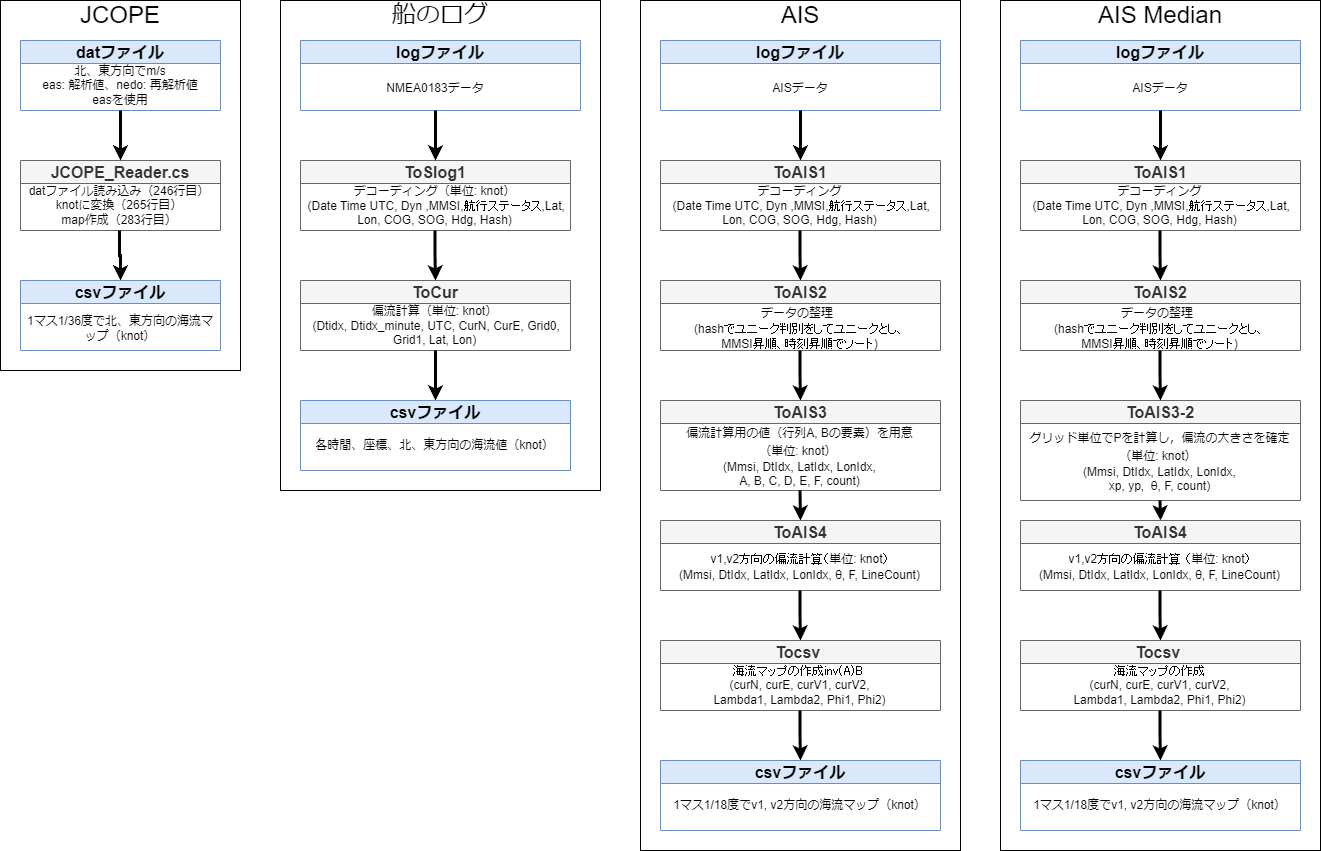 JCOPE
datファイル
北、東方向でm/s
eas: 解析値、nedo: 再解析値
easを使用
JCOPE_Reader.cs
datファイル読み込み（246行目）
knotに変換（265行目）
map作成（283行目）
csvファイル
1マス1/36度で北、東方向の海流マ
ップ（knot）
船のログ
logファイル
NMEA0183データ
ToSlog1
デコーディング（単位: knot）
(Date Time UTC, Dyn ,MMSI,航行ステータス,Lat,
Lon, COG, SOG, Hdg, Hash)
ToCur
偏流計算（単位: knot）
(Dtidx, Dtidx_minute, UTC, CurN, CurE, Grid0,
Grid1, Lat, Lon)
csvファイル
各時間、座標、北、東方向の海流値（knot）
AIS
logファイル
AISデータ
ToAIS1
デコーディング
(Date Time UTC, Dyn ,MMSI,航行ステータス,Lat,
Lon, COG, SOG, Hdg, Hash)
ToAIS2
データの整理
(hashでユニーク判別をしてユニークとし、
MMSI昇順、時刻昇順でソート)
ToAIS3
偏流計算用の値（行列A, Bの要素）を用意
（単位: knot）
(Mmsi, DtIdx, LatIdx, LonIdx,
A, B, C, D, E, F, count)
ToAIS4
v1,v2方向の偏流計算（単位: knot）
(Mmsi, DtIdx, LatIdx, LonIdx, θ, F, LineCount)
Tocsv
海流マップの作成inv(A)B
(curN, curE, curV1, curV2,
Lambda1, Lambda2, Phi1, Phi2)
csvファイル
1マス1/18度でv1, v2方向の海流マップ（knot）
AIS Median
logファイル
AISデータ
ToAIS1
デコーディング
(Date Time UTC, Dyn ,MMSI,航行ステータス,Lat,
Lon, COG, SOG, Hdg, Hash)
ToAIS2
データの整理
(hashでユニーク判別をしてユニークとし、
MMSI昇順、時刻昇順でソート)
ToAIS3-2
グリッド単位でPを計算し，偏流の大きさを確定
（単位: knot）
(Mmsi, DtIdx, LatIdx, LonIdx,
xp, yp, θ, F, count)
ToAIS4
v1,v2方向の偏流計算（単位: knot）
(Mmsi, DtIdx, LatIdx, LonIdx, θ, F, LineCount)
Tocsv
海流マップの作成
(curN, curE, curV1, curV2,
Lambda1, Lambda2, Phi1, Phi2)
csvファイル
1マス1/18度でv1, v2方向の海流マップ（knot）